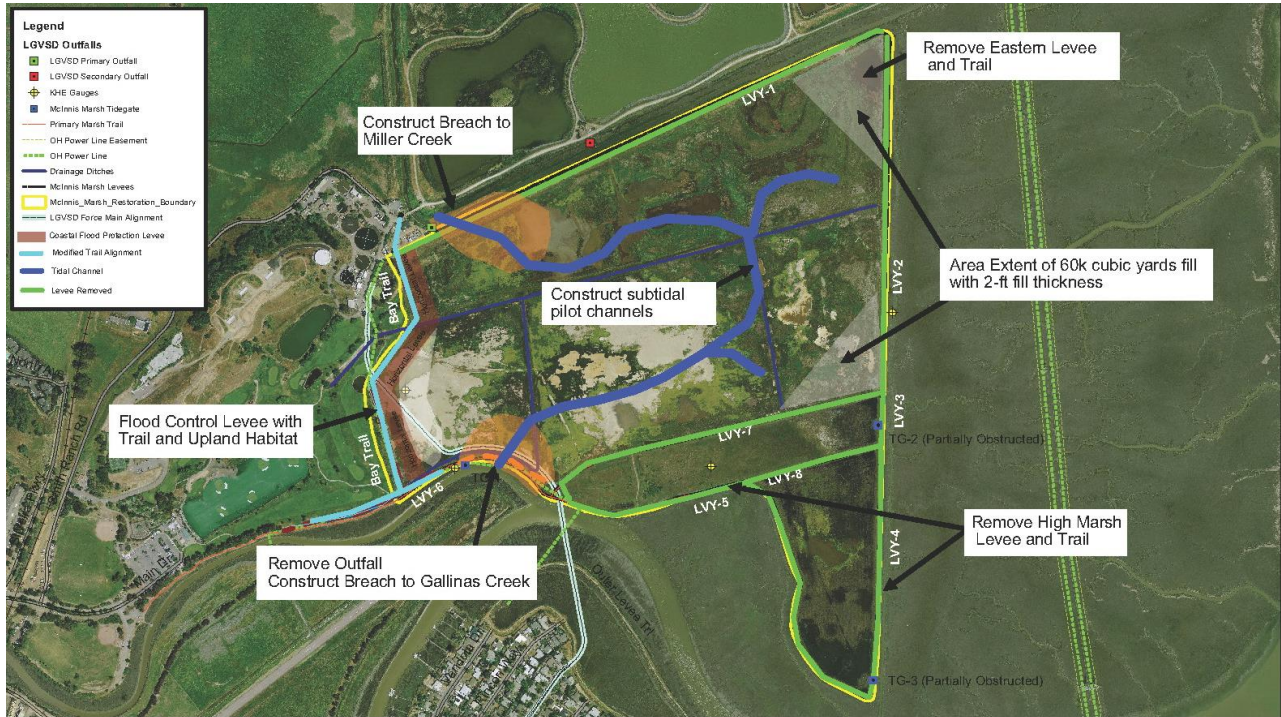 Legend
LGVSD Outfalls
LGVSD Primary Outfall
LGVSD Secondary Outfall
KHE Gauges
McInnis Marsh Tidegate
Primary Marsh Trail
OH Power Line Easement
OH Power Line
Drainage Ditches
McInnis Marsh Levees
McInnis_Marsh_Restoration_Boundary
LGVSD Force Main Alignment
Coastal Flood Protection Levee
Modified Trail Alignment
Tidal Channel
Levee Removed
Remove Eastern Levee
and Trail
Construct Breach to
Miller Creek
LVY-1
LVY-2
Area Extent of 60k cubic yards fill
with 2-ft fill thickness
Construct subtidal
pilot channels
Bay Trail
Flood Control Levee with
Trail and Upland Habitat
Bay Trail
LVY-3
LVY-7
TG-2 (Partially Obstructed)
LVY-8
LVY-6
LVY-5
LVY-4
Remove High Marsh
Levee and Trail
Remove Outfall
Construct Breach to Gallinas Creek
TG-3 (Partially Obstructed)